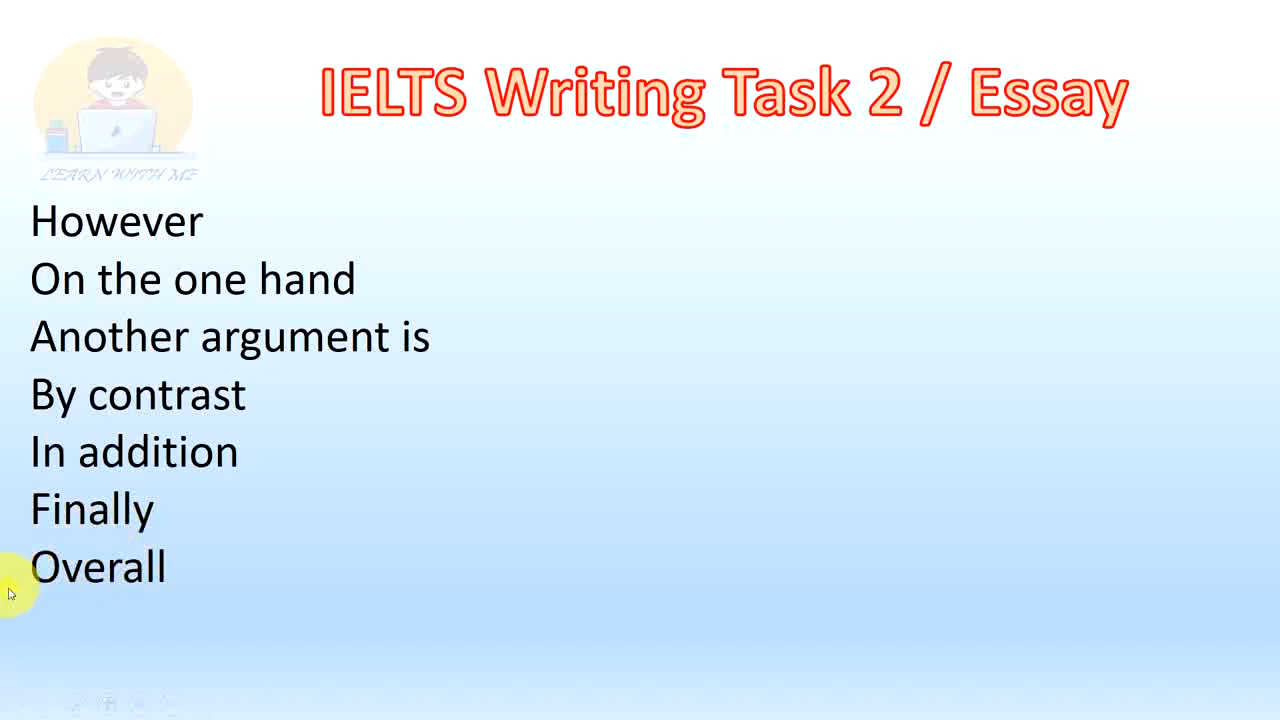 IELTS Writing Task 2 / Essay
LEARN WITH ME
However
On the one hand
Another argument is
By contrast
In addition
Finally
Overall